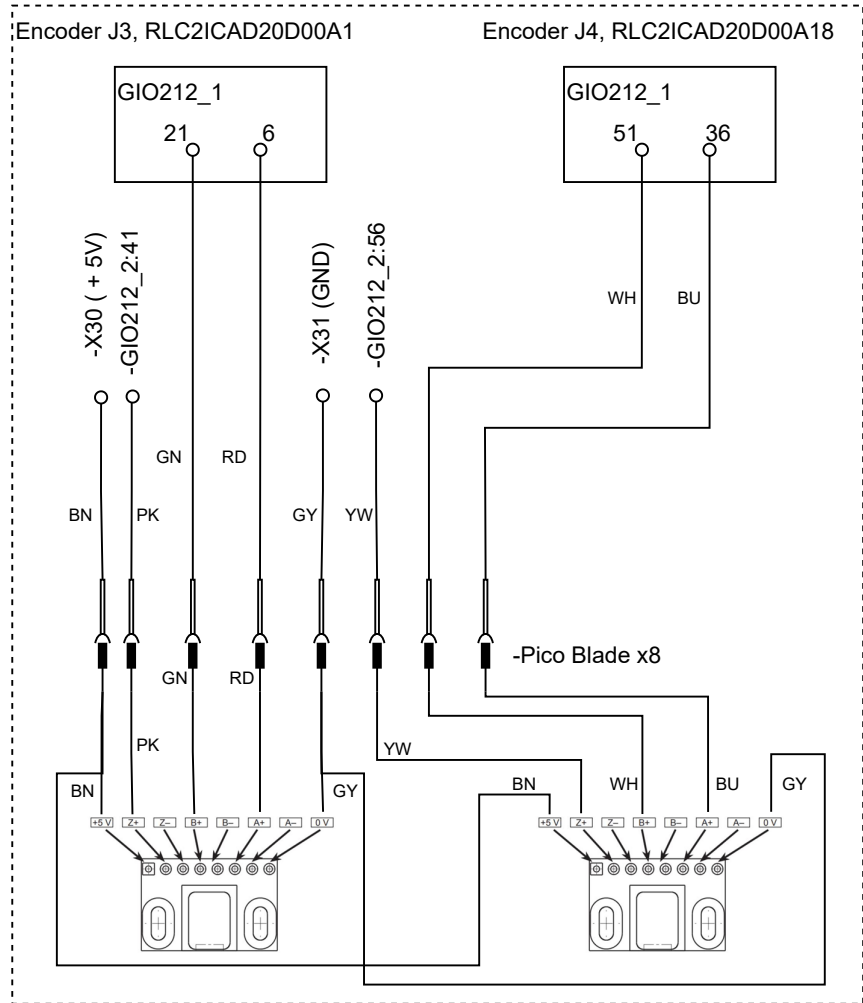 Encoder J3, RLC2ICAD20D00A1
Encoder J4, RLC2ICAD20D00A18
GIO212_1
21
6
GIO212_1
51
36
-X30 ( + 5V)
-GIO212_2:41
-X31 (GND)
-GIO212_2:56
WH
BU
GN
RD
BN
PK
GY
YW
-Pico Blade x8
GN
RD
PK
YW
BN
GY
BN
WH
BU
GY
+5 V
Z+
Z–
B+
B–
A+
A–
0 V
+5 V
Z+
Z–
B+
B–
A+
A–
0 V